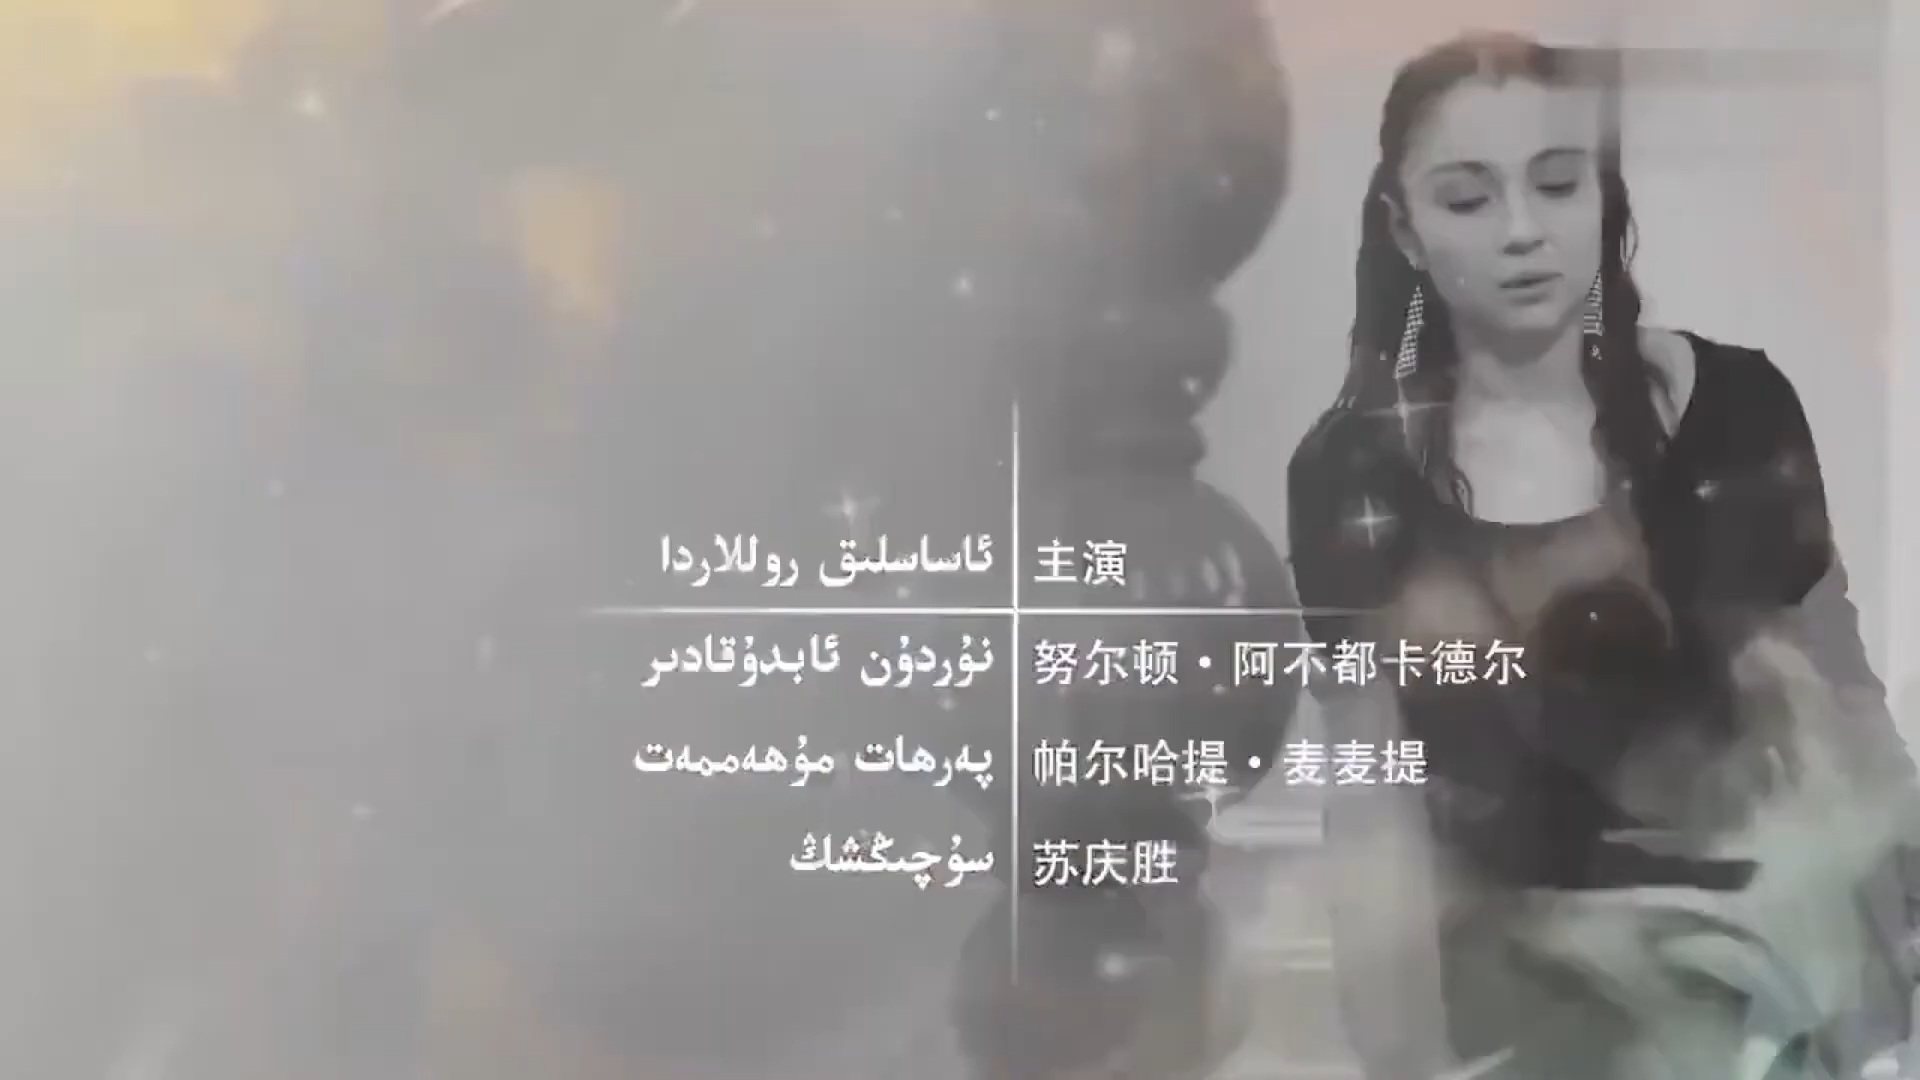 ئاساسلىق روللاردا 主演
نۇردۇن ئابدۇقادىر 努尔顿·阿不都卡德尔
پەرھات مۇھەممەت 帕尔哈提·麦麦提
سۇچىڭشڭ 苏庆胜